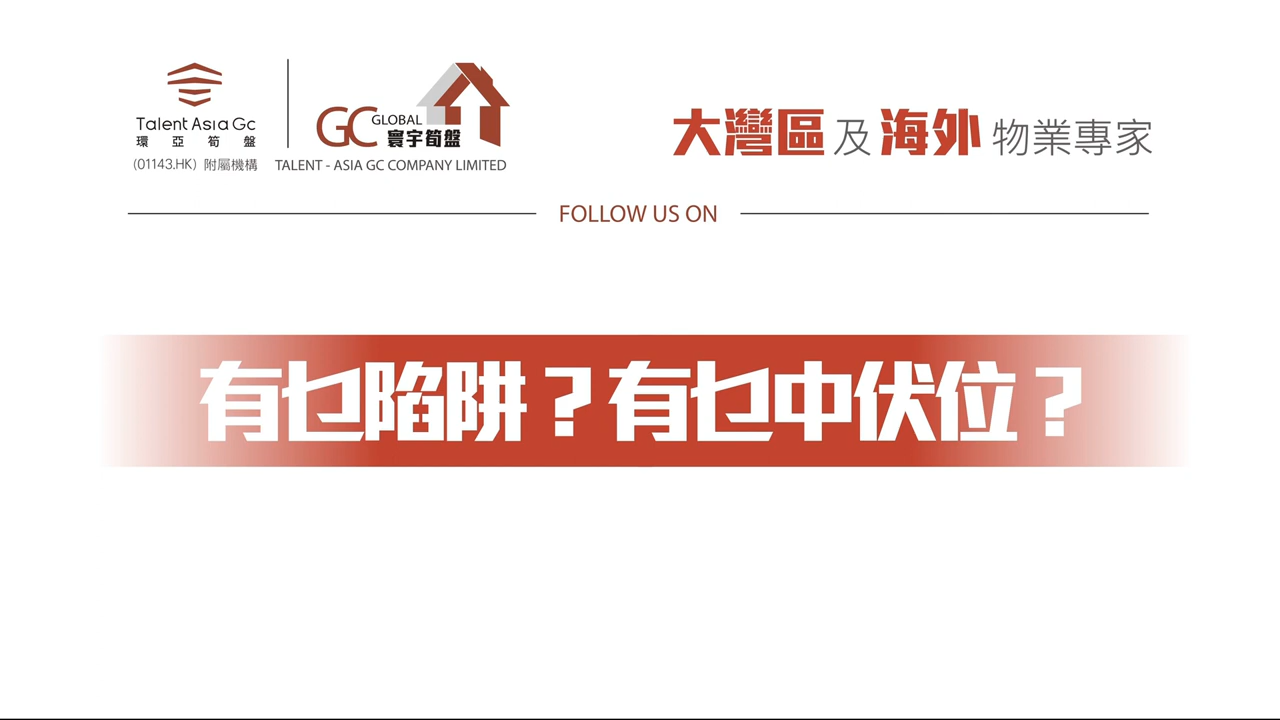 Talent Asia Gc
環亞筍盤
(01143.HK) 附屬機構
GC GLOBAL
寰宇筍盤
TALENT - ASIA GC COMPANY LIMITED
大灣區及海外物業專家
FOLLOW US ON
有乜陷阱？有乜中伏位？